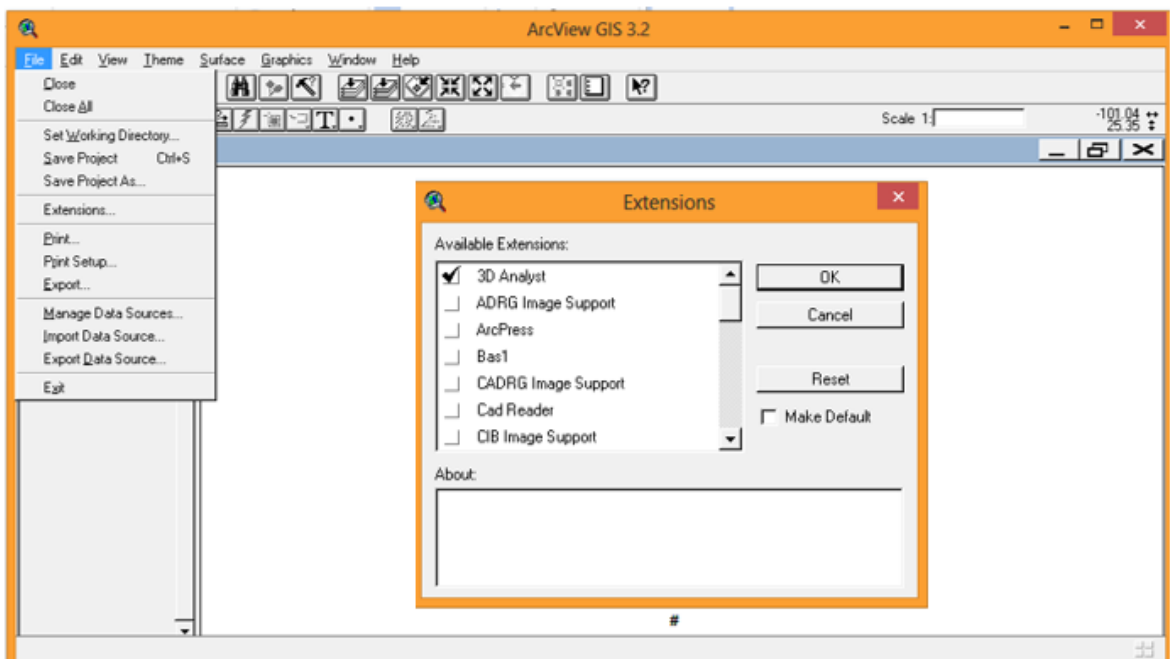 ArcView GIS 3.2
File Edit View Theme Surface Graphics Window Help
Close
Close All
Set Working Directory...
Save Project Ctrl+S
Save Project As...
Extensions...
Print...
Print Setup...
Export...
Manage Data Sources...
Import Data Source...
Export Data Source...
Exit
T
Scale 1:
-101.04
25.35
Extensions
Available Extensions:
3D Analyst
ADRG Image Support
ArcPress
Bas1
CADRG Image Support
Cad Reader
CIB Image Support
OK
Cancel
Reset
Make Default
About:
#